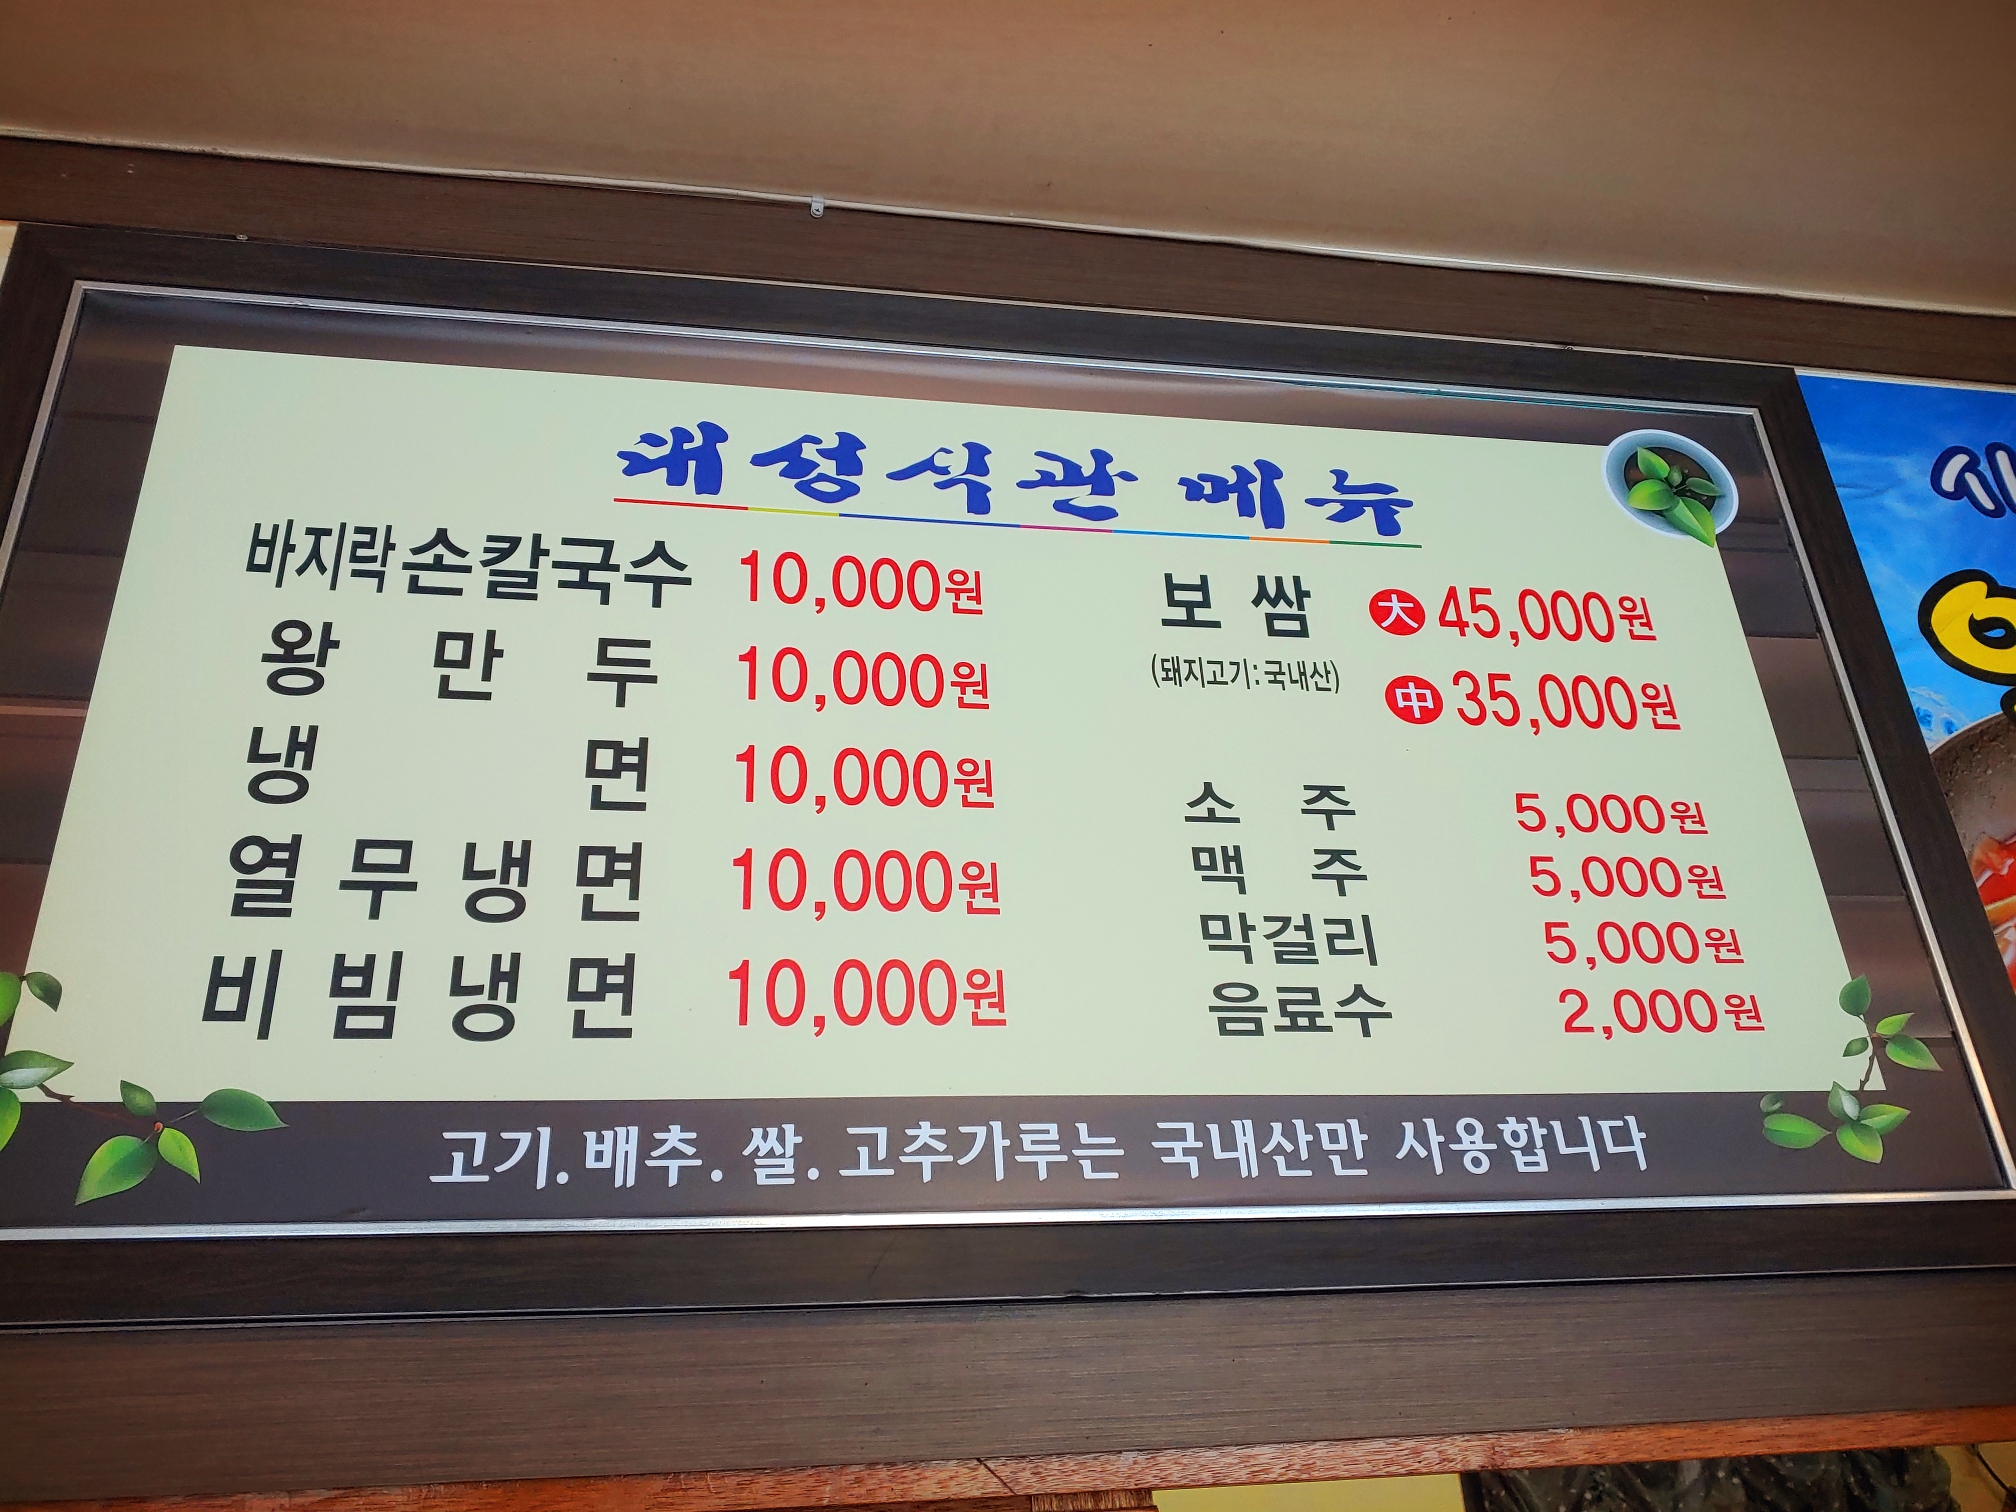 대성식관 메뉴
바지락손칼국수 10,000원
왕만두 10,000원
냉면 10,000원
열무냉면 10,000원
비빔냉면 10,000원
보쌈 大 45,000원
(돼지고기:국내산)
中 35,000원
소주 5,000원
맥주 5,000원
막걸리 5,000원
음료수 2,000원
고기. 배추. 쌀. 고추가루는 국내산만 사용합니다